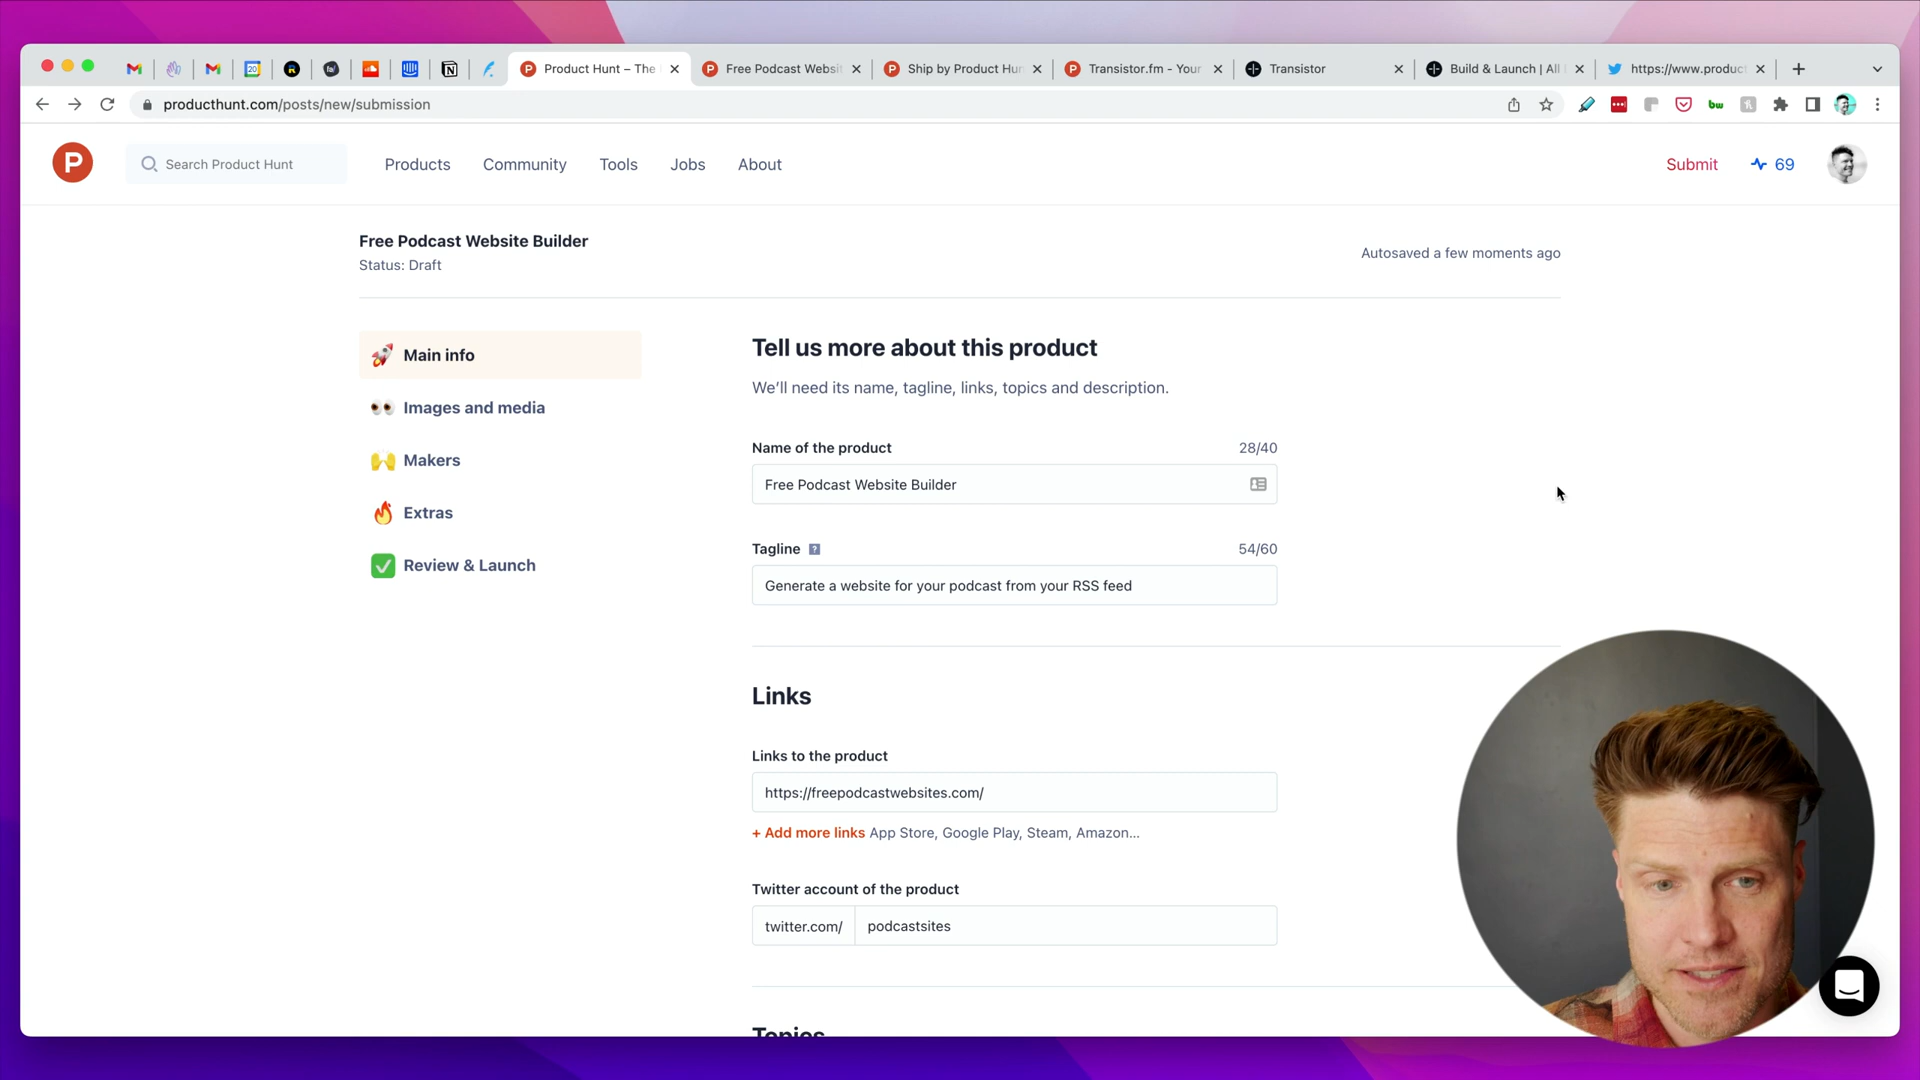 Product Hunt – The
Free Podcast Websi
Ship by Product Hun
Transistor.fm - Your
Transistor
Build & Launch | All
https://www.produc
producthunt.com/posts/new/submission
P
Search Product Hunt
Products
Community
Tools
Jobs
About
Submit
69
Free Podcast Website Builder
Status: Draft
Autosaved a few moments ago
Main info
Images and media
Makers
Extras
Review & Launch
Tell us more about this product
We’ll need its name, tagline, links, topics and description.
Name of the product
28/40
Free Podcast Website Builder
Tagline ?
54/60
Generate a website for your podcast from your RSS feed
Links
Links to the product
https://freepodcastwebsites.com/
+ Add more links App Store, Google Play, Steam, Amazon...
Twitter account of the product
twitter.com/
podcastsites
Topics